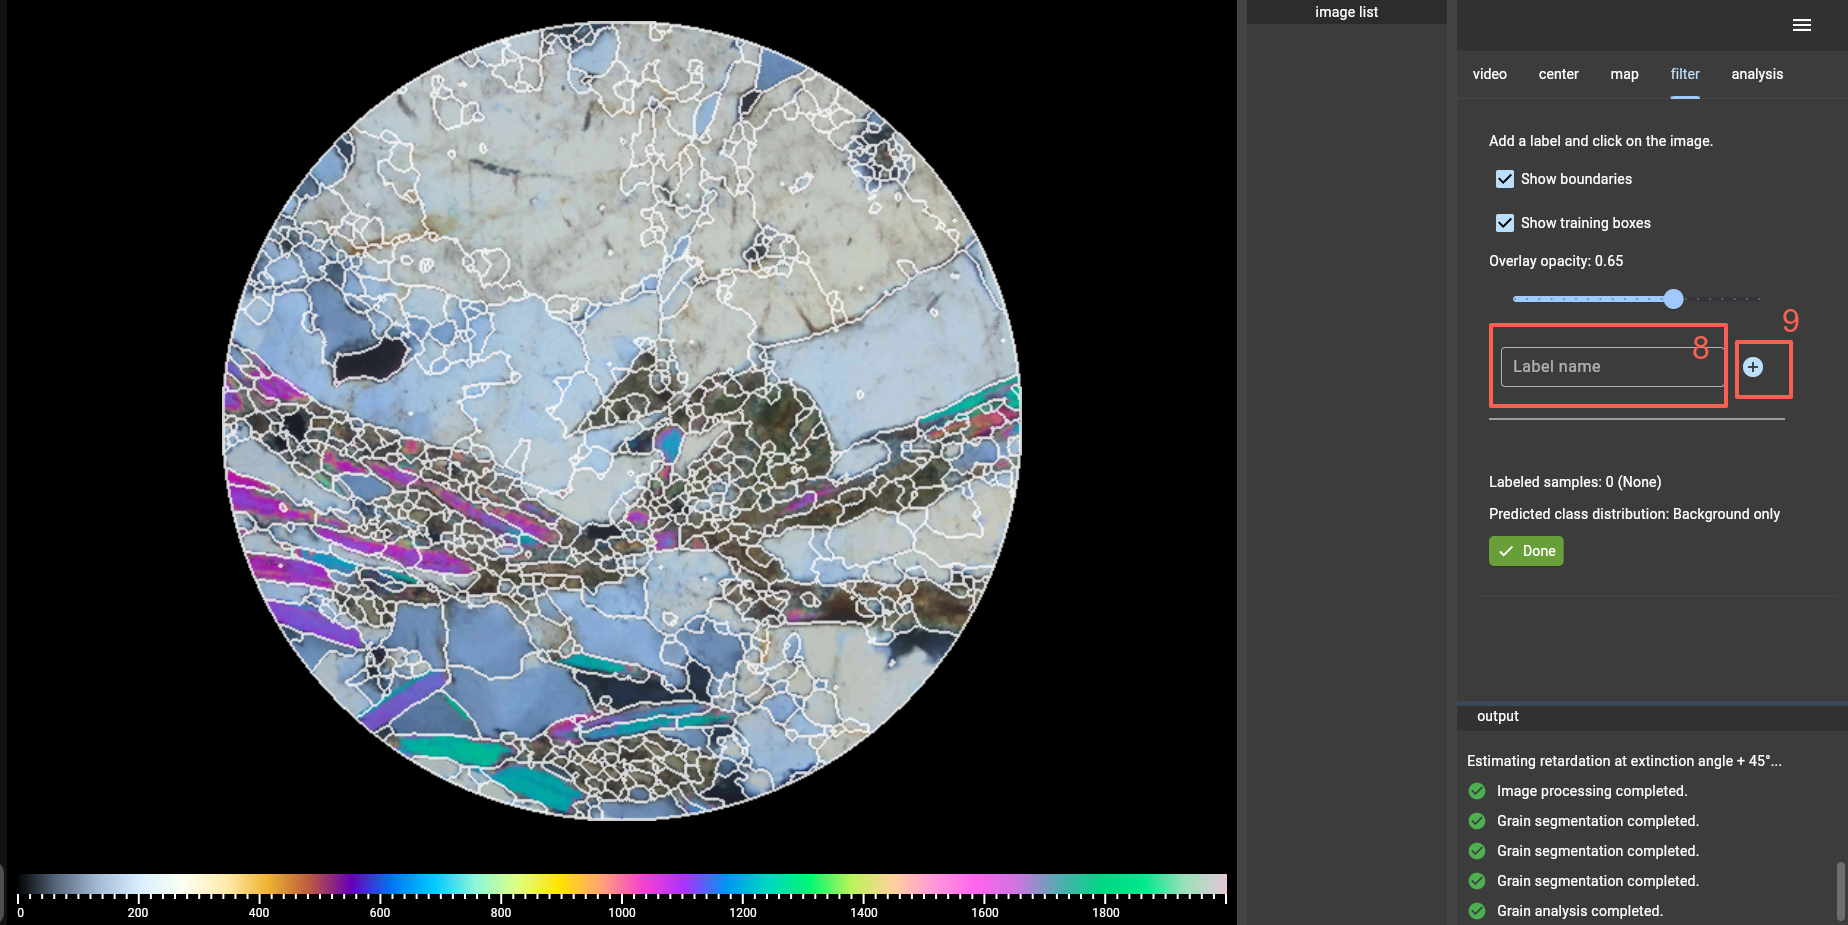 image list
video center map filter analysis
Add a label and click on the image.
Show boundaries
Show training boxes
Overlay opacity: 0.65
9
8
Label name
Labeled samples: 0 (None)
Predicted class distribution: Background only
Done
output
Estimating retardation at extinction angle + 45°...
Image processing completed.
Grain segmentation completed.
Grain segmentation completed.
Grain segmentation completed.
Grain analysis completed.
0 200 400 600 800 1000 1200 1400 1600 1800